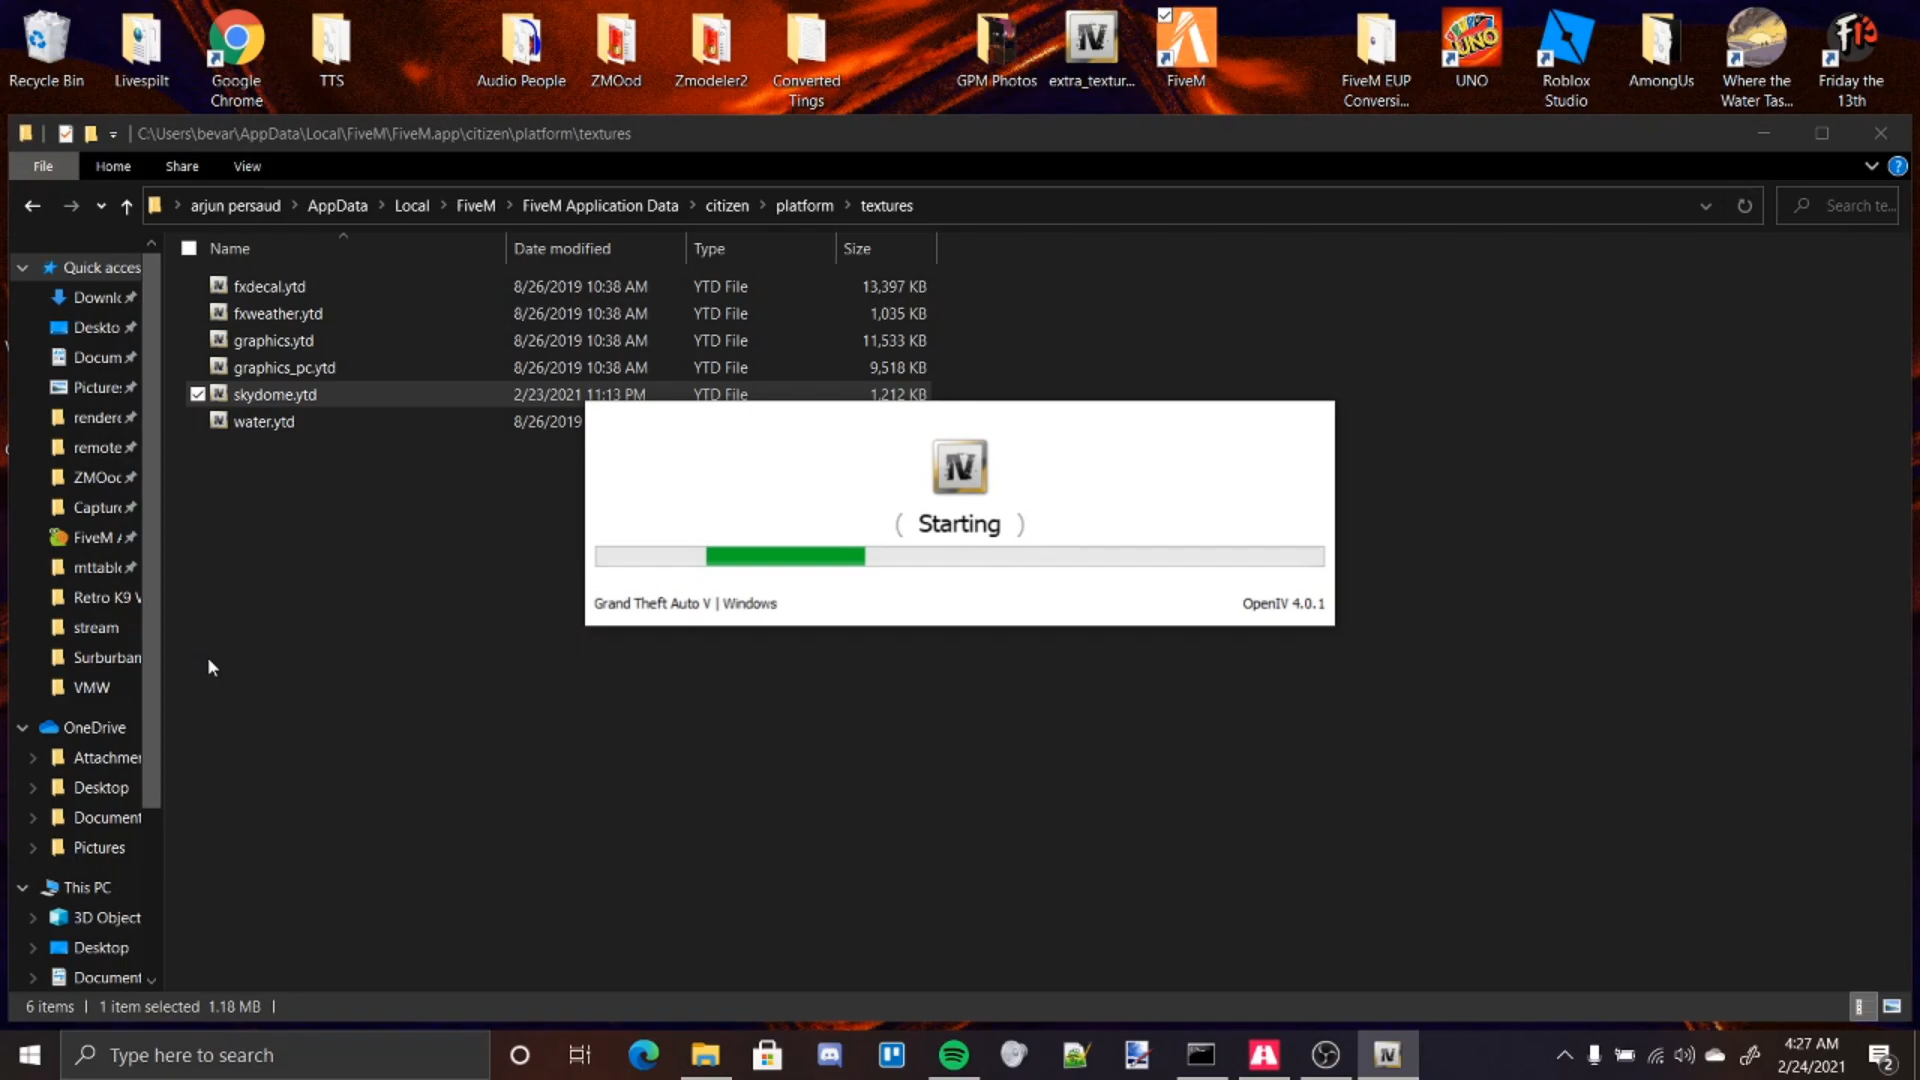 Recycle Bin
Livespilt
Google Chrome
TTS
Audio People
ZMOod
Zmodeler2
Converted Tings
GPM Photos
extra_textur...
FiveM
FiveM EUP Conversi...
UNO
Roblox Studio
AmongUs
Where the Water Tas...
Friday the 13th
C:\Users\bevar\AppData\Local\FiveM\FiveM.app\citizen\platform\textures
File Home Share View
arjun persaud AppData Local FiveM FiveM Application Data citizen platform textures
Search te...
Name Date modified Type Size
fxdecal.ytd 8/26/2019 10:38 AM YTD File 13,397 KB
fxweather.ytd 8/26/2019 10:38 AM YTD File 1,035 KB
graphics.ytd 8/26/2019 10:38 AM YTD File 11,533 KB
graphics_pc.ytd 8/26/2019 10:38 AM YTD File 9,518 KB
skydome.ytd 2/23/2021 11:13 PM YTD File 1,212 KB
water.ytd 8/26/2019
Quick acces
Downlo
Deskto
Docum
Picture
rendere
remote
ZMOod
Capture
FiveM A
mttable
Retro K9 V
stream
Surburban
VMW
OneDrive
Attachmen
Desktop
Document
Pictures
This PC
3D Object
Desktop
Document
IV
( Starting )
Grand Theft Auto V | Windows
OpenIV 4.0.1
6 items | 1 item selected 1.18 MB |
Type here to search
4:27 AM
2/24/2021
2